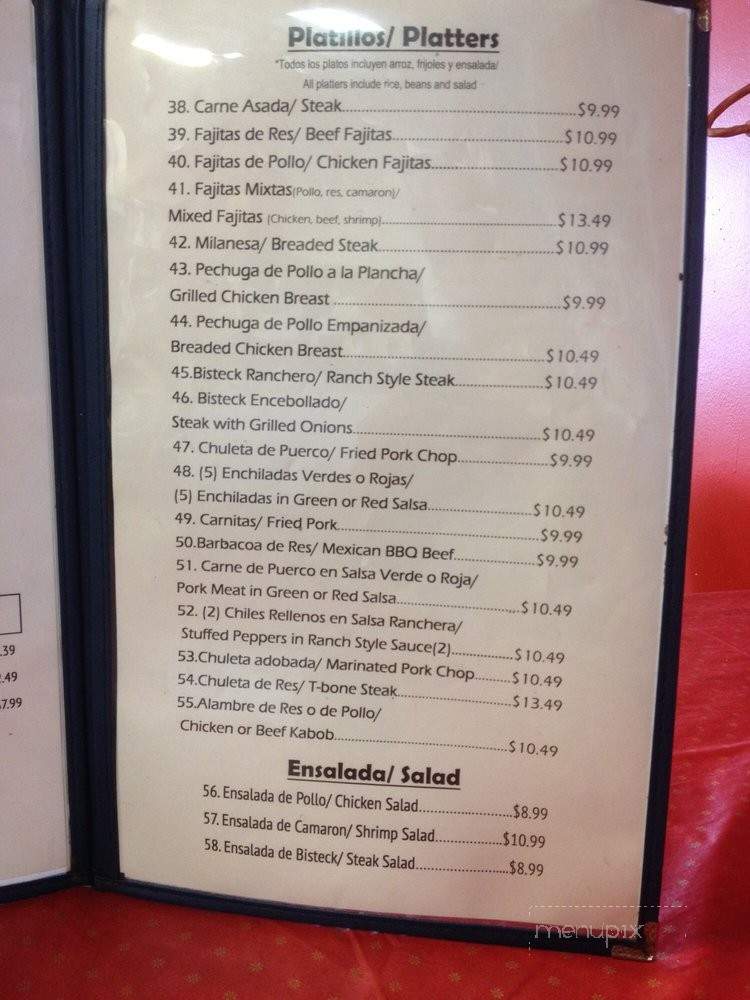 Platillos/ Platters
*Todos los platos incluyen arroz, frijoles y ensalada/
All platters include rice, beans and salad
38. Carne Asada/ Steak............$9.99
39. Fajitas de Res/ Beef Fajitas............$10.99
40. Fajitas de Pollo/ Chicken Fajitas............$10.99
41. Fajitas Mixtas(Pollo, res, camaron)/
Mixed Fajitas (Chicken, beef, shrimp)............$13.49
42. Milanesa/ Breaded Steak............$10.99
43. Pechuga de Pollo a la Plancha/
Grilled Chicken Breast ............$9.99
44. Pechuga de Pollo Empanizada/
Breaded Chicken Breast............$10.49
45.Bisteck Ranchero/ Ranch Style Steak............$10.49
46. Bisteck Encebollado/
Steak with Grilled Onions............$10.49
47. Chuleta de Puerco/ Fried Pork Chop............$9.99
48. (5) Enchiladas Verdes o Rojas/
(5) Enchiladas in Green or Red Salsa............$10.49
49. Carnitas/ Fried Pork............$9.99
50.Barbacoa de Res/ Mexican BBQ Beef............$9.99
51. Carne de Puerco en Salsa Verde o Roja/
Pork Meat in Green or Red Salsa............$10.49
52. (2) Chiles Rellenos en Salsa Ranchera/
Stuffed Peppers in Ranch Style Sauce(2)............$10.49
53.Chuleta adobada/ Marinated Pork Chop.........$10.49
54.Chuleta de Res/ T-bone Steak............$13.49
55.Alambre de Res o de Pollo/
Chicken or Beef Kabob............$10.49
Ensalada/ Salad
56. Ensalada de Pollo/ Chicken Salad............$8.99
57. Ensalada de Camaron/ Shrimp Salad............$10.99
58. Ensalada de Bisteck/ Steak Salad............$8.99
.39
.49
7.99
menupix